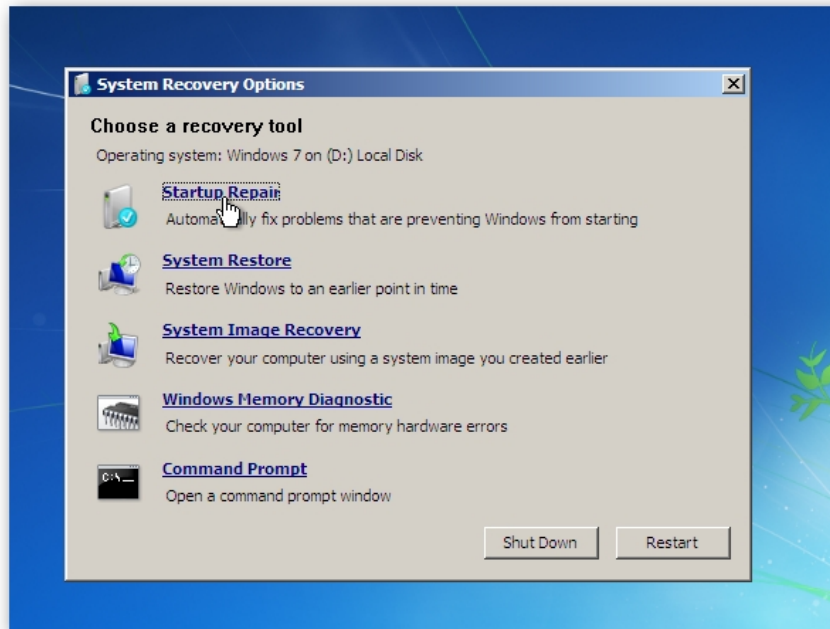 System Recovery Options
Choose a recovery tool
Operating system: Windows 7 on (D:) Local Disk
Startup Repair
Automatically fix problems that are preventing Windows from starting
System Restore
Restore Windows to an earlier point in time
System Image Recovery
Recover your computer using a system image you created earlier
Windows Memory Diagnostic
Check your computer for memory hardware errors
C:\_
Command Prompt
Open a command prompt window
Shut Down
Restart